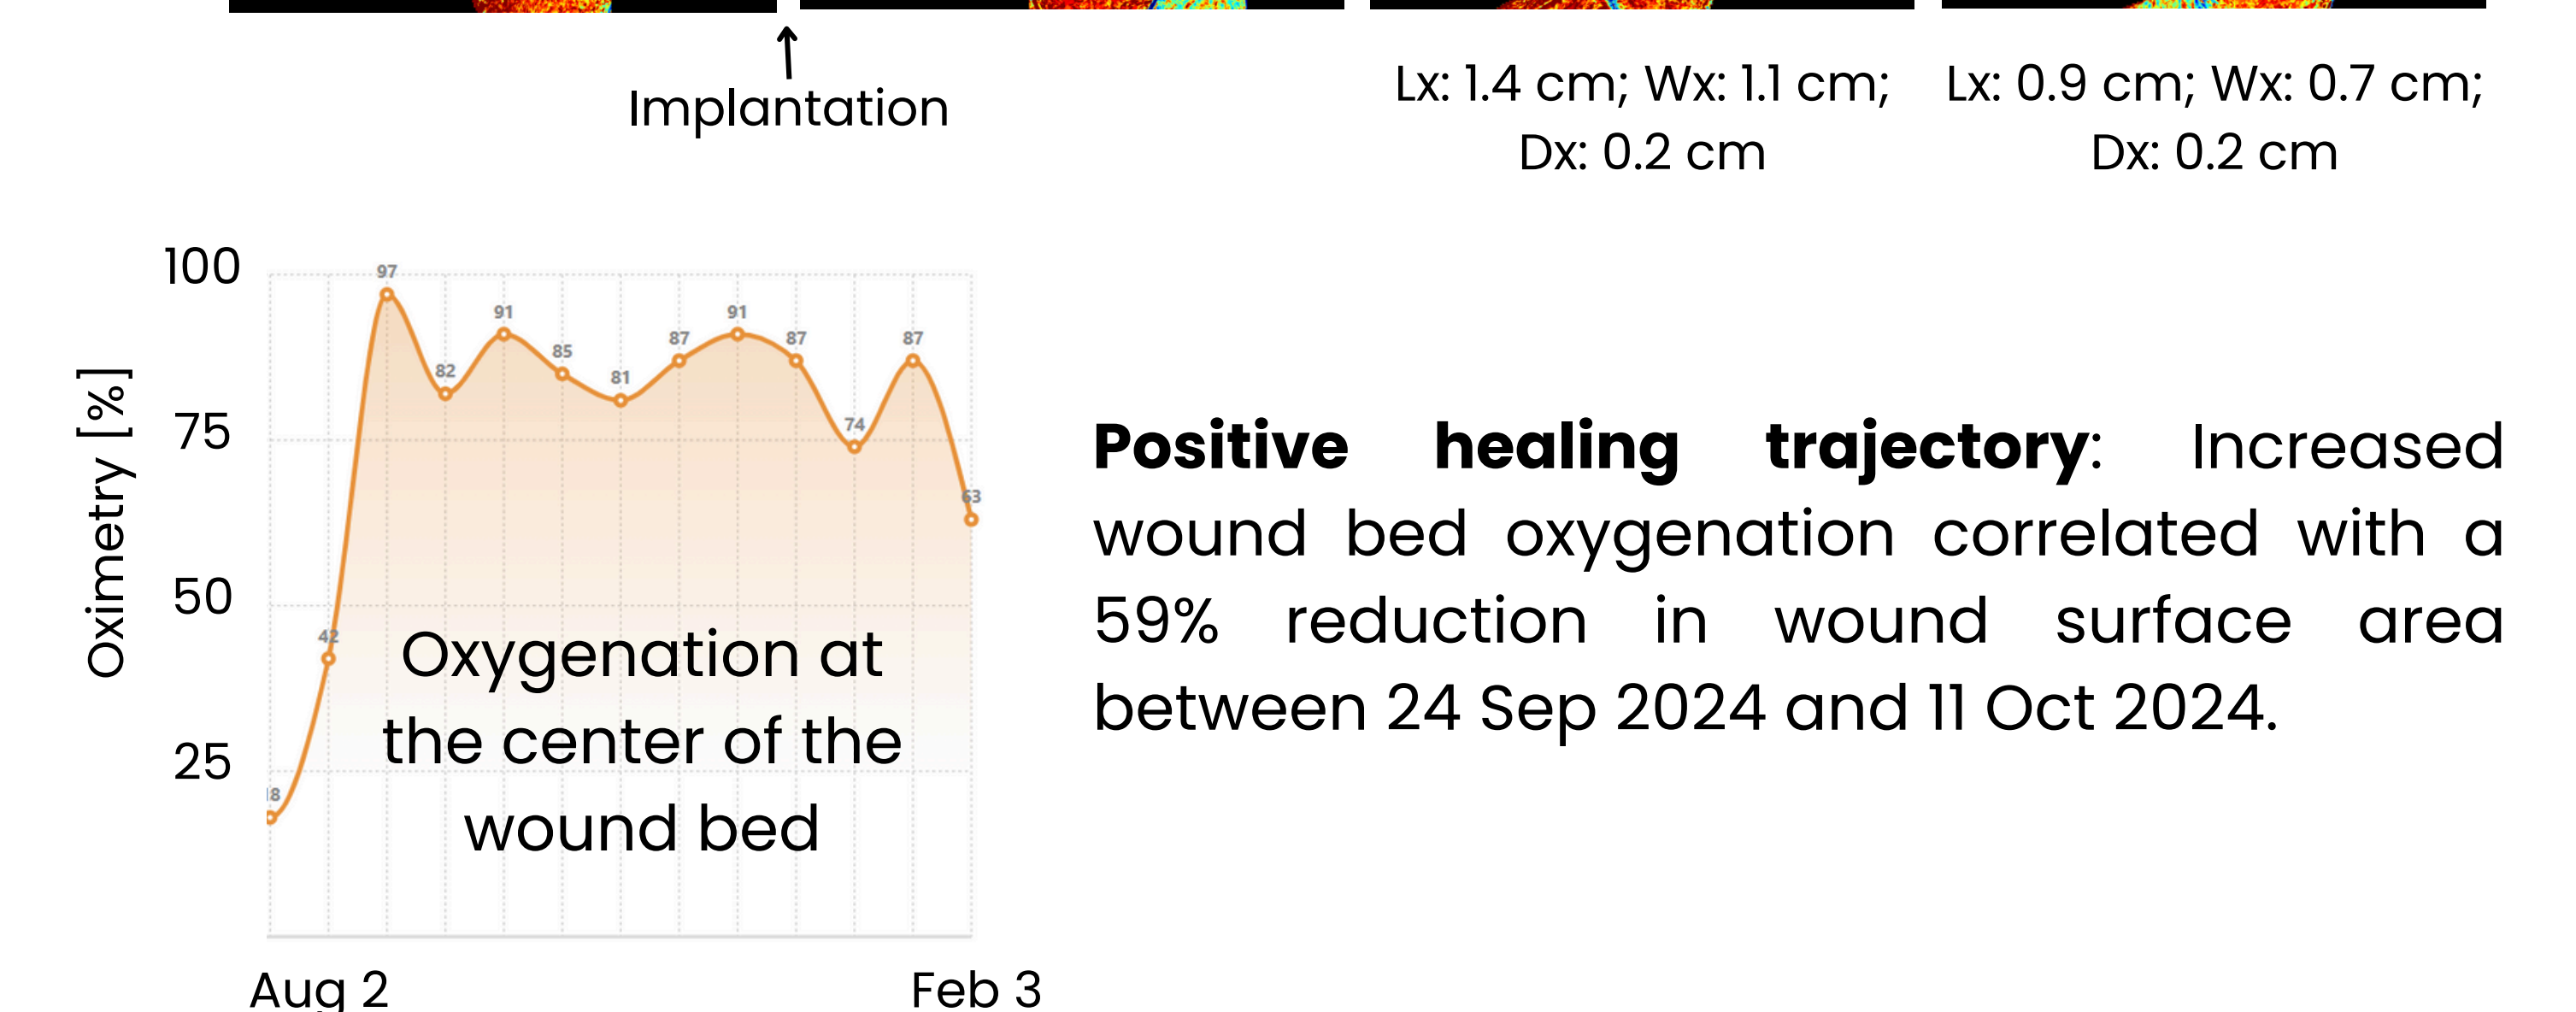 Implantation
Lx: 1.4 cm; Wx: 1.1 cm;
Dx: 0.2 cm
Lx: 0.9 cm; Wx: 0.7 cm;
Dx: 0.2 cm
Oximetry [%]
100
75
50
25
18
42
97
82
91
85
81
87
91
87
74
87
63
Oxygenation at
the center of the
wound bed
Aug 2
Feb 3
Positive healing trajectory: Increased
wound bed oxygenation correlated with a
59% reduction in wound surface area
between 24 Sep 2024 and 11 Oct 2024.